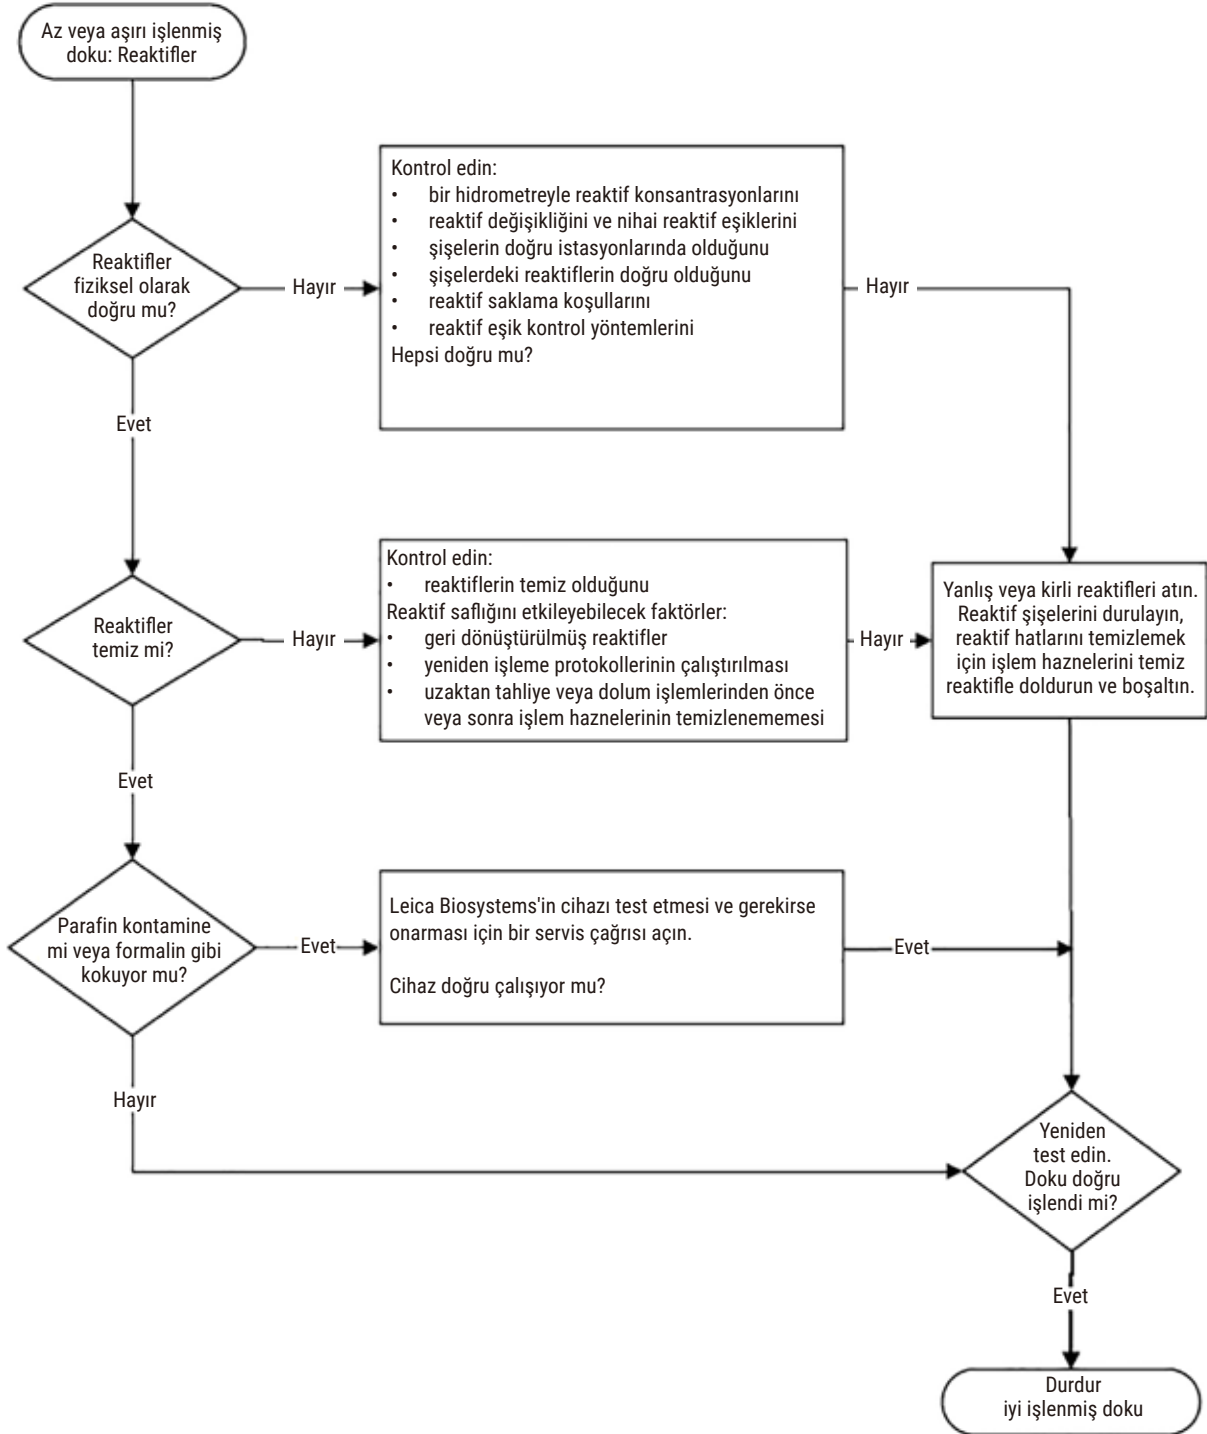 Az veya aşırı işlenmiş
doku: Reaktifler
Kontrol edin:
• bir hidrometreyle reaktif konsantrasyonlarını
• reaktif değişikliğini ve nihai reaktif eşiklerini
• şişelerin doğru istasyonlarında olduğunu
• şişelerdeki reaktiflerin doğru olduğunu
• reaktif saklama koşullarını
• reaktif eşik kontrol yöntemlerini
Hepsi doğru mu?
Reaktifler
fiziksel olarak
doğru mu?
Hayır
Hayır
Evet
Kontrol edin:
• reaktiflerin temiz olduğunu
Reaktif saflığını etkileyebilecek faktörler:
• geri dönüştürülmüş reaktifler
• yeniden işleme protokollerinin çalıştırılması
• uzaktan tahliye veya dolum işlemlerinden önce
veya sonra işlem haznelerinin temizlenememesi
Reaktifler
temiz mi?
Hayır
Hayır
Yanlış veya kirli reaktifleri atın.
Reaktif şişelerini durulayın,
reaktif hatlarını temizlemek
için işlem haznelerini temiz
reaktifle doldurun ve boşaltın.
Evet
Parafin kontamine
mi veya formalin gibi
kokuyor mu?
Evet
Leica Biosystems'in cihazı test etmesi ve gerekirse
onarması için bir servis çağrısı açın.
Cihaz doğru çalışıyor mu?
Evet
Hayır
Yeniden
test edin.
Doku doğru
işlendi mi?
Evet
Durdur
iyi işlenmiş doku